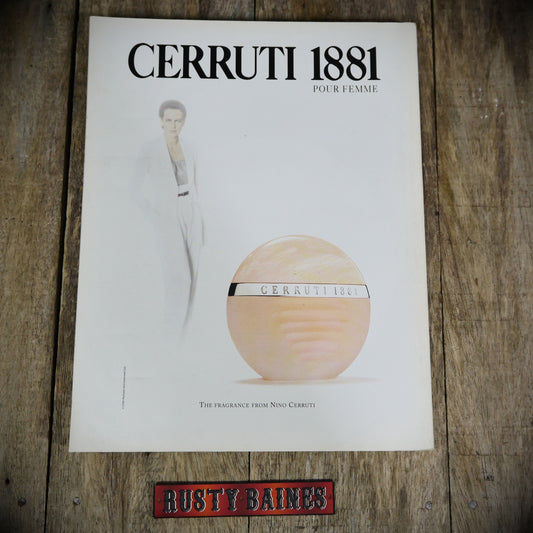 CERRUTI 1881
POUR FEMME
CERRUTI 1881
THE FRAGRANCE FROM NINO CERRUTI
RUSTY BAINES